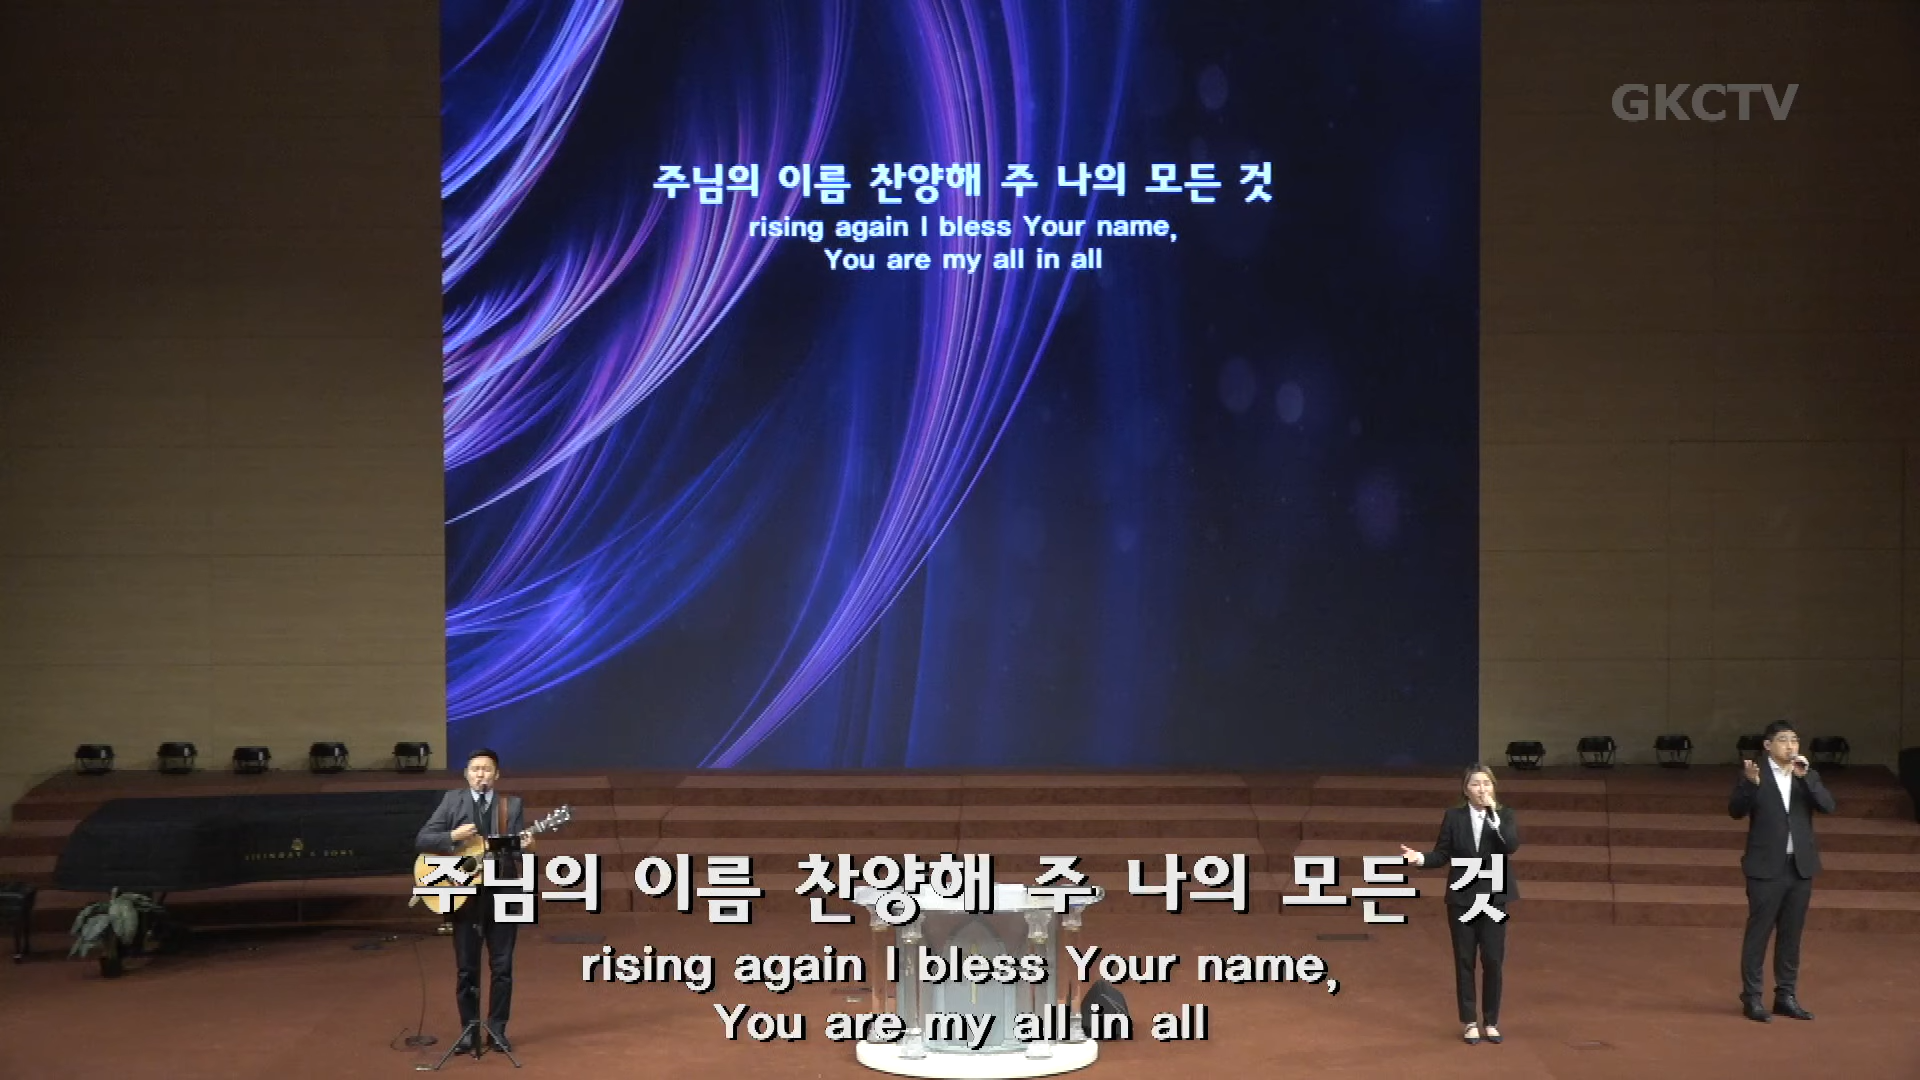 GKCTV
주님의 이름 찬양해 주 나의 모든 것
rising again I bless Your name,
You are my all in all
STEINWAY & SONS
주님의 이름 찬양해 주 나의 모든 것
rising again I bless Your name,
You are my all in all